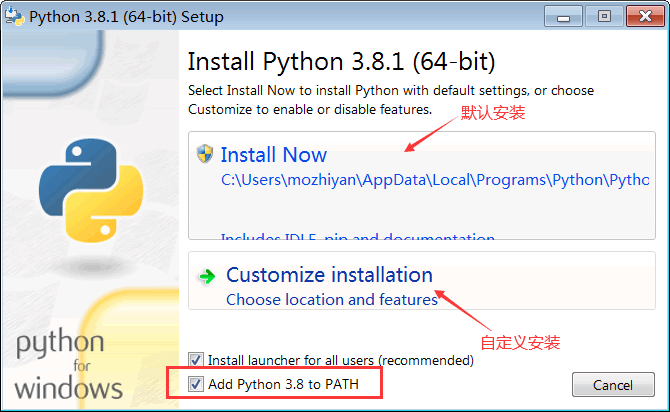 Python 3.8.1 (64-bit) Setup
Install Python 3.8.1 (64-bit)
Select Install Now to install Python with default settings, or choose
Customize to enable or disable features.
默认安装
Install Now
C:\Users\mozhiyan\AppData\Local\Programs\Python\Pytho
Includes IDLE, pip and documentation
Customize installation
Choose location and features
自定义安装
python
for
windows
Install launcher for all users (recommended)
Add Python 3.8 to PATH
Cancel